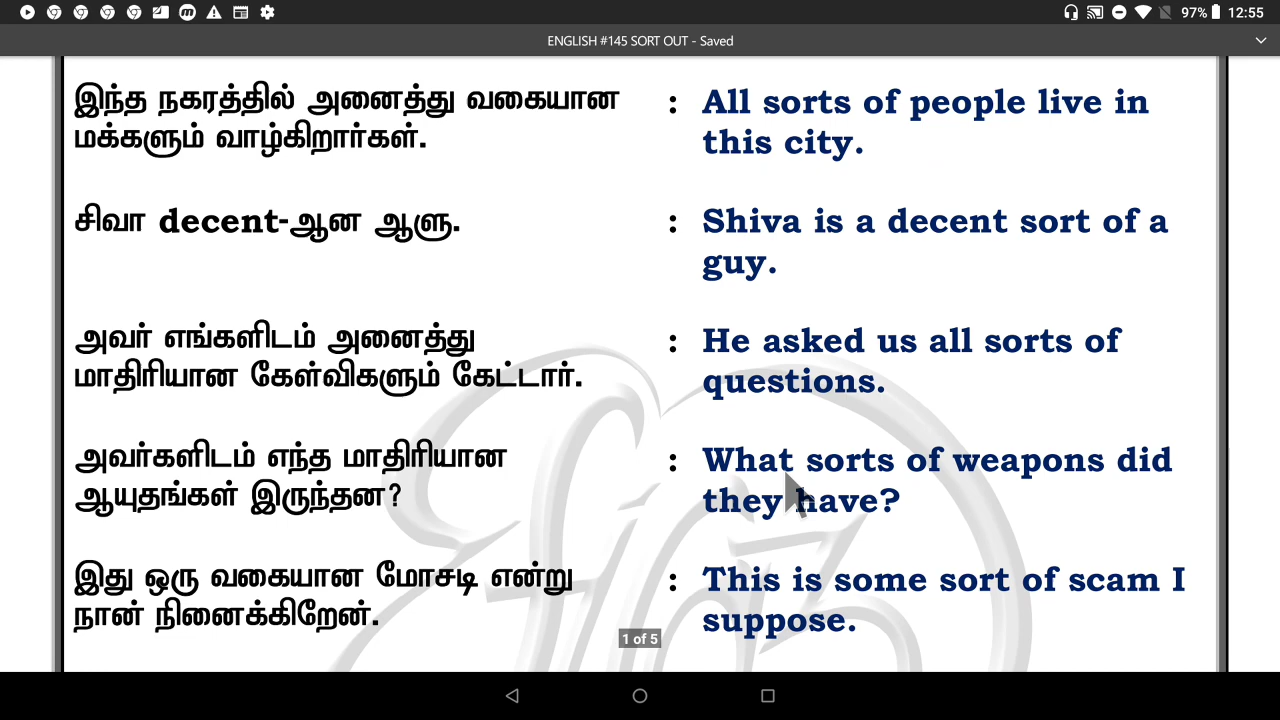 97% 12:55
ENGLISH #145 SORT OUT - Saved
இந்த நகரத்தில் அனைத்து வகையான : All sorts of people live in
மக்களும் வாழ்கிறார்கள். this city.
சிவா decent-ஆன ஆளு. : Shiva is a decent sort of a
guy.
அவர் எங்களிடம் அனைத்து : He asked us all sorts of
மாதிரியான கேள்விகளும் கேட்டார். questions.
அவர்களிடம் எந்த மாதிரியான : What sorts of weapons did
ஆயுதங்கள் இருந்தன? they have?
இது ஒரு வகையான மோசடி என்று : This is some sort of scam I
நான் நினைக்கிறேன். suppose.
1 of 5